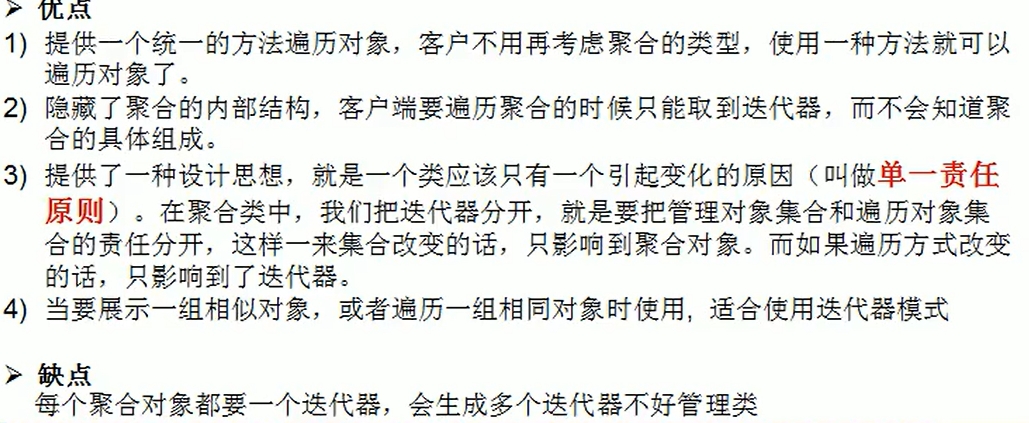 ➢ 优点
1) 提供一个统一的方法遍历对象，客户不用再考虑聚合的类型，使用一种方法就可以
遍历对象了。
2) 隐藏了聚合的内部结构，客户端要遍历聚合的时候只能取到迭代器，而不会知道聚
合的具体组成。
3) 提供了一种设计思想，就是一个类应该只有一个引起变化的原因（叫做单一责任
原则）。在聚合类中，我们把迭代器分开，就是要把管理对象集合和遍历对象集
合的责任分开，这样一来集合改变的话，只影响到聚合对象。而如果遍历方式改变
的话，只影响到了迭代器。
4) 当要展示一组相似对象，或者遍历一组相同对象时使用, 适合使用迭代器模式
➢ 缺点
每个聚合对象都要一个迭代器，会生成多个迭代器不好管理类